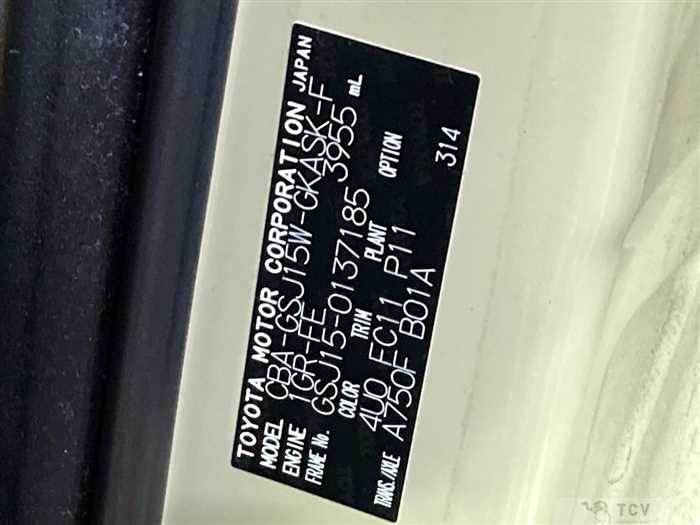 TOYOTA MOTOR CORPORATION JAPAN
MODEL CBA-GSJ15W-GKASK-F
ENGINE 1GR-FE 3955 mL
FRAME No. GSJ15-0137185
COLOR TRIM PLANT OPTION
4U0 FC11 P11
TRANS./AXLE A750F B01A 314
TCV